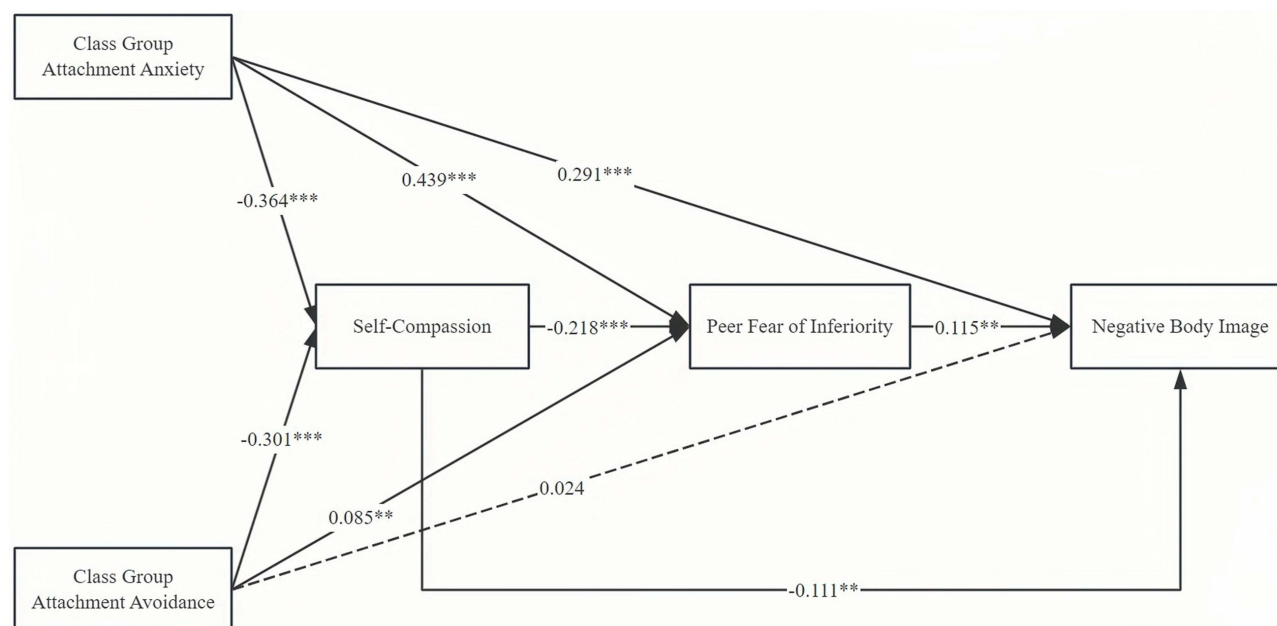 Class Group
Attachment Anxiety
0.291***
0.439***
-0.364***
Self-Compassion
-0.218***
Peer Fear of Inferiority
0.115**
Negative Body Image
-0.301***
0.024
0.085**
Class Group
Attachment Avoidance
-0.111**